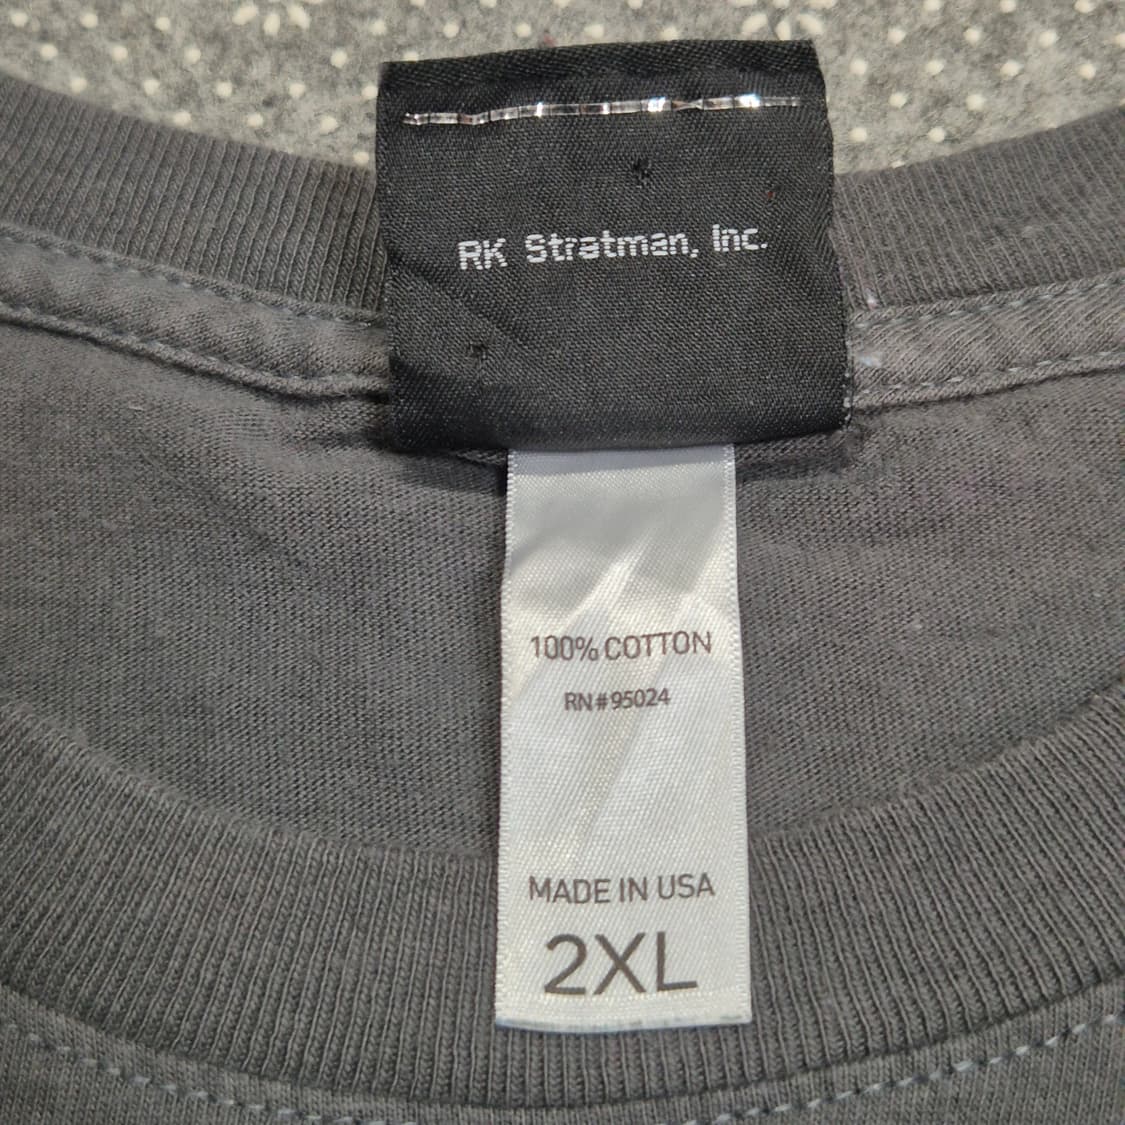 RK Stratman, Inc.
100% COTTON
RN#95024
MADE IN USA
2XL